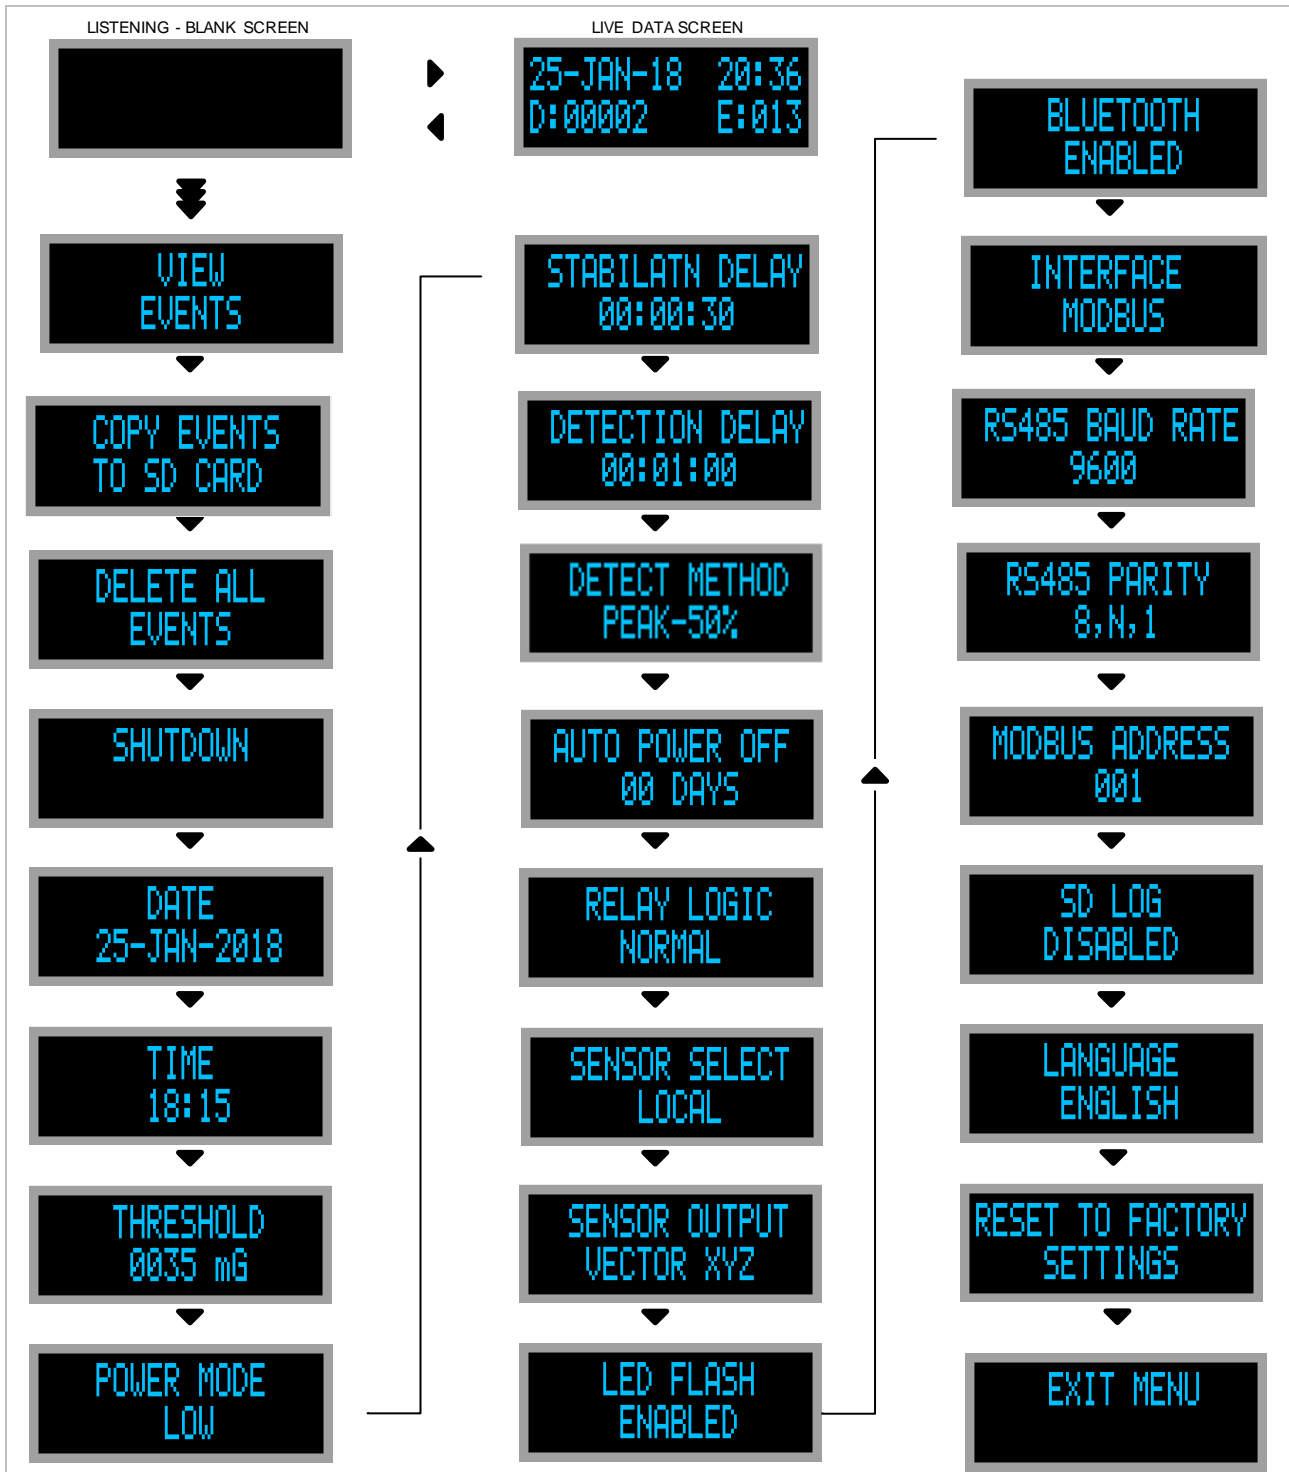 LISTENING - BLANK SCREEN
VIEW
EVENTS
COPY EVENTS
TO SD CARD
DELETE ALL
EVENTS
SHUTDOWN
DATE
25-JAN-2018
TIME
18:15
THRESHOLD
0035 mG
POWER MODE
LOW
LIVE DATA SCREEN
25-JAN-18 20:36
D:00002 E:013
STABILATN DELAY
00:00:30
DETECTION DELAY
00:01:00
DETECT METHOD
PEAK-50%
AUTO POWER OFF
00 DAYS
RELAY LOGIC
NORMAL
SENSOR SELECT
LOCAL
SENSOR OUTPUT
VECTOR XYZ
LED FLASH
ENABLED
BLUETOOTH
ENABLED
INTERFACE
MODBUS
RS485 BAUD RATE
9600
RS485 PARITY
8,N,1
MODBUS ADDRESS
001
SD LOG
DISABLED
LANGUAGE
ENGLISH
RESET TO FACTORY
SETTINGS
EXIT MENU